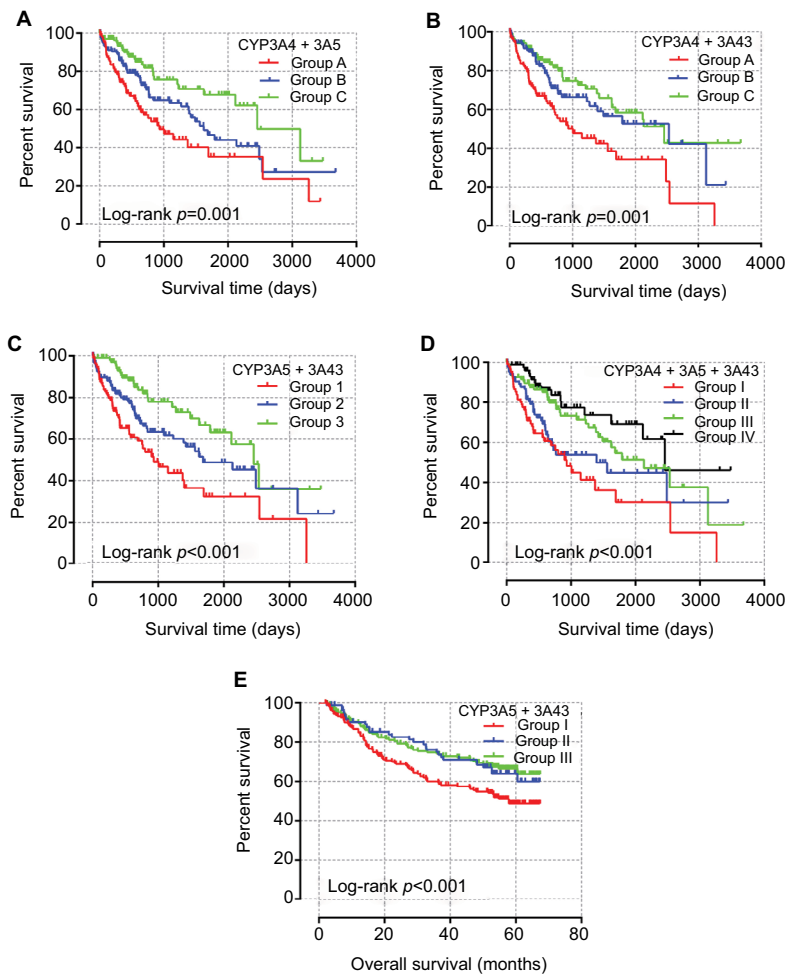 A
CYP3A4 + 3A5
Group A
Group B
Group C
Percent survival
100
80
60
40
20
0
Log-rank p=0.001
0 1000 2000 3000 4000
Survival time (days)
B
CYP3A4 + 3A43
Group A
Group B
Group C
Percent survival
100
80
60
40
20
0
Log-rank p=0.001
0 1000 2000 3000 4000
Survival time (days)
C
CYP3A5 + 3A43
Group 1
Group 2
Group 3
Percent survival
100
80
60
40
20
0
Log-rank p<0.001
0 1000 2000 3000 4000
Survival time (days)
D
CYP3A4 + 3A5 + 3A43
Group I
Group II
Group III
Group IV
Percent survival
100
80
60
40
20
0
Log-rank p<0.001
0 1000 2000 3000 4000
Survival time (days)
E
CYP3A5 + 3A43
Group I
Group II
Group III
Percent survival
100
80
60
40
20
0
Log-rank p<0.001
0 20 40 60 80
Overall survival (months)